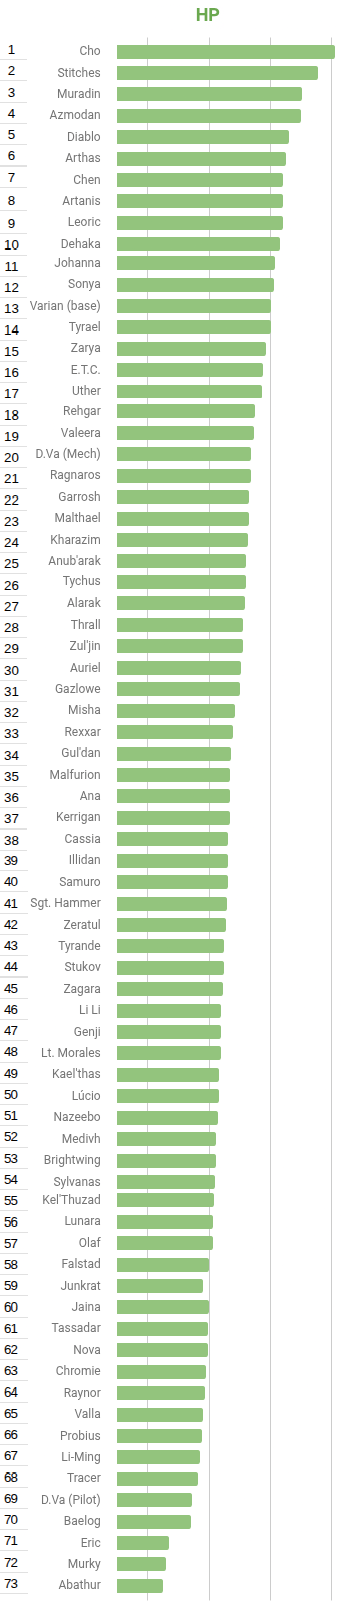 HP
1 Cho
2 Stitches
3 Muradin
4 Azmodan
5 Diablo
6 Arthas
7 Chen
8 Artanis
9 Leoric
10 Dehaka
11 Johanna
12 Sonya
13 Varian (base)
14 Tyrael
15 Zarya
16 E.T.C.
17 Uther
18 Rehgar
19 Valeera
20 D.Va (Mech)
21 Ragnaros
22 Garrosh
23 Malthael
24 Kharazim
25 Anub'arak
26 Tychus
27 Alarak
28 Thrall
29 Zul'jin
30 Auriel
31 Gazlowe
32 Misha
33 Rexxar
34 Gul'dan
35 Malfurion
36 Ana
37 Kerrigan
38 Cassia
39 Illidan
40 Samuro
41 Sgt. Hammer
42 Zeratul
43 Tyrande
44 Stukov
45 Zagara
46 Li Li
47 Genji
48 Lt. Morales
49 Kael'thas
50 Lúcio
51 Nazeebo
52 Medivh
53 Brightwing
54 Sylvanas
55 Kel'Thuzad
56 Lunara
57 Olaf
58 Falstad
59 Junkrat
60 Jaina
61 Tassadar
62 Nova
63 Chromie
64 Raynor
65 Valla
66 Probius
67 Li-Ming
68 Tracer
69 D.Va (Pilot)
70 Baelog
71 Eric
72 Murky
73 Abathur